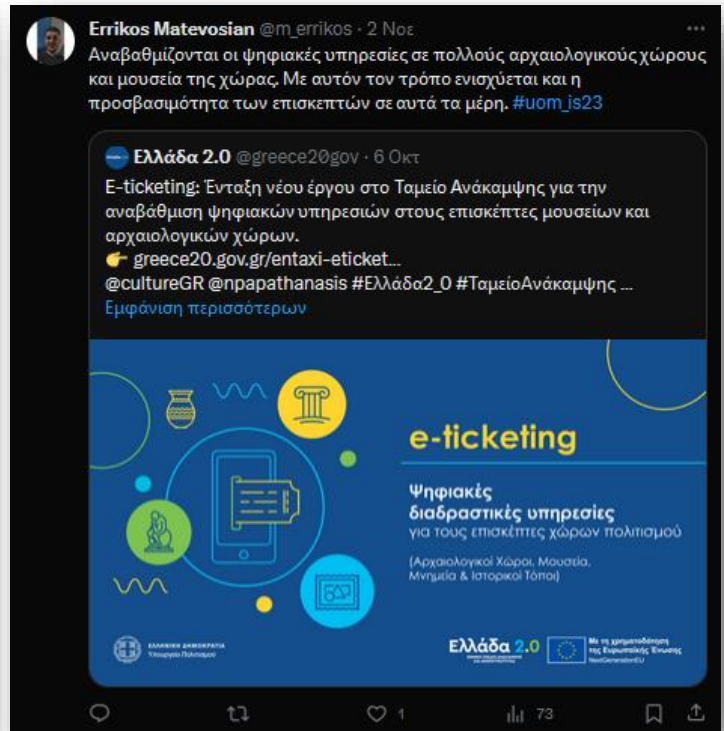 Errikos Matevosian @m_errikos · 2 Νοε
Αναβαθμίζονται οι ψηφιακές υπηρεσίες σε πολλούς αρχαιολογικούς χώρους
και μουσεία της χώρας. Με αυτόν τον τρόπο ενισχύεται και η
προσβασιμότητα των επισκεπτών σε αυτά τα μέρη. #uom_is23
Ελλάδα 2.0 @greece20gov · 6 Οκτ
E-ticketing: Ένταξη νέου έργου στο Ταμείο Ανάκαμψης για την
αναβάθμιση ψηφιακών υπηρεσιών στους επισκέπτες μουσείων και
αρχαιολογικών χώρων.
👉 greece20.gov.gr/entaxi-eticket...
@cultureGR @npapathanasis #Ελλάδα2_0 #ΤαμείοΑνάκαμψης ...
Εμφάνιση περισσότερων
e-ticketing
Ψηφιακές
διαδραστικές υπηρεσίες
για τους επισκέπτες χώρων πολιτισμού
(Αρχαιολογικοί Χώροι, Μουσεία,
Μνημεία & Ιστορικοί Τόποι)
ΕΛΛΗΝΙΚΗ ΔΗΜΟΚΡΑΤΙΑ
Υπουργείο Πολιτισμού
Ελλάδα 2.0
Με τη χρηματοδότηση
της Ευρωπαϊκής Ένωσης
NextGenerationEU
1
73